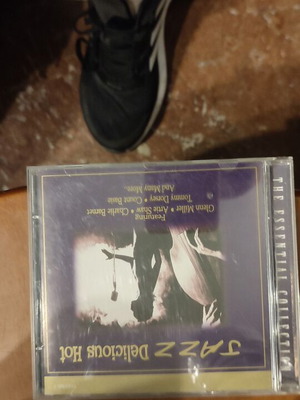 JAZZ Delicious Hot
Featuring
Glenn Miller • Artie Shaw • Charlie Barnet
Tommy Dorsey • Count Basie
And Many More.
THE ESSENTIAL COLLECTION